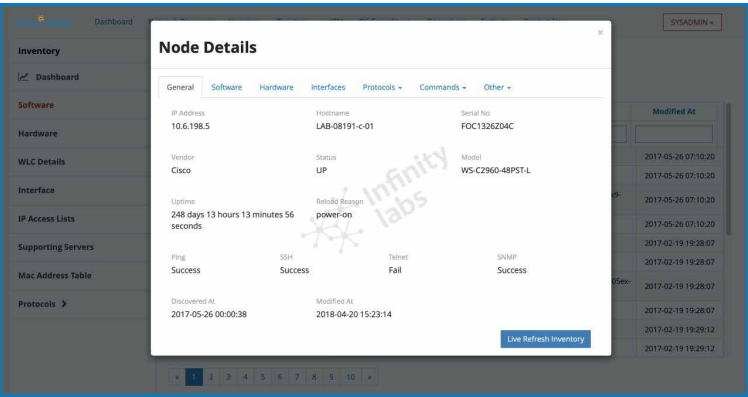 Dashboard
SYSADMIN
×
Node Details
Inventory
Dashboard
General Software Hardware Interfaces Protocols Commands Other
Software
Modified At
IP Address Hostname Serial No
10.6.198.5 LAB-08191-c-01 FOC1326Z04C
Hardware
Vendor Status Model
WLC Details
2017-05-26 07:10:20
Cisco UP WS-C2960-48PST-L
2017-05-26 07:10:20
Interface
Uptime Reload Reason
2017-05-26 07:10:20
248 days 13 hours 13 minutes 56 power-on
seconds
IP Access Lists
2017-05-26 07:10:20
Infinity
labs
2017-02-19 19:28:07
Supporting Servers
Ping SSH Telnet SNMP
2017-02-19 19:28:07
Success Success Fail Success
Mac Address Table
05ex-
2017-02-19 19:28:07
Protocols
Discovered At Modified At
2017-02-19 19:28:07
2017-05-26 00:00:38 2018-04-20 15:23:14
2017-02-19 19:29:12
Live Refresh Inventory
2017-02-19 19:29:12
« 1 2 3 4 5 6 7 8 9 10 »